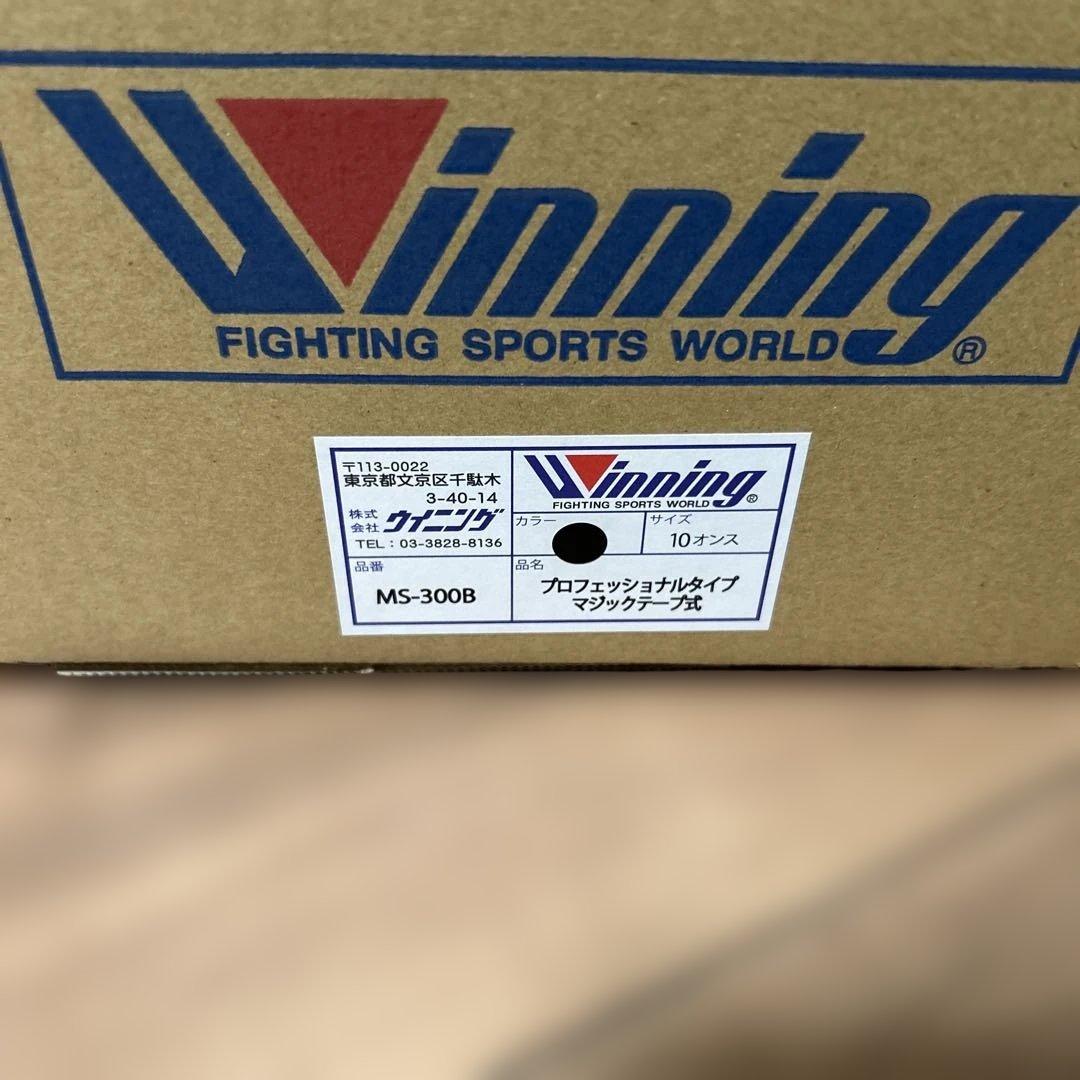 Winning
FIGHTING SPORTS WORLD ®
〒113-0022
東京都文京区千駄木
3-40-14
株式会社 ウイニング
TEL：03-3828-8136
Winning
FIGHTING SPORTS WORLD ®
カラー
サイズ
10オンス
品番
MS-300B
品名
プロフェッショナルタイプ
マジックテープ式